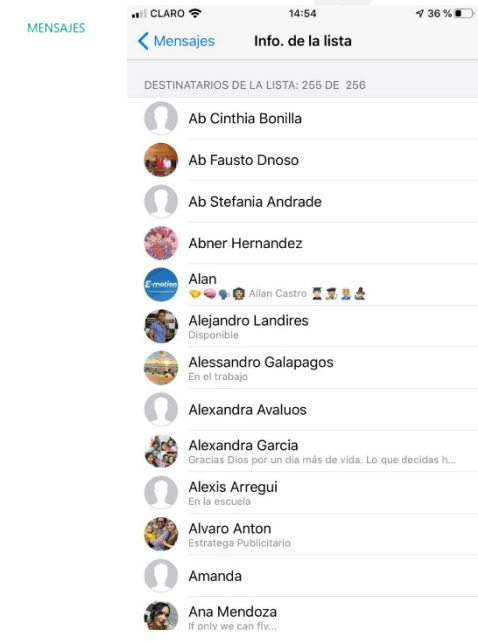 MENSAJES
CLARO 14:54 36 %
Mensajes Info. de la lista
DESTINATARIOS DE LA LISTA: 255 DE 256
Ab Cinthia Bonilla
Ab Fausto Dnoso
Ab Stefania Andrade
Abner Hernandez
E-motion
Alan
Allan Castro
Alejandro Landires
Disponible
Alessandro Galapagos
En el trabajo
Alexandra Avaluos
Alexandra Garcia
Gracias Dios por un dia más de vida. Lo que decidas h...
Alexis Arregui
En la escuela
Alvaro Anton
Estratega Publicitario
Amanda
Ana Mendoza
If only we can fly...